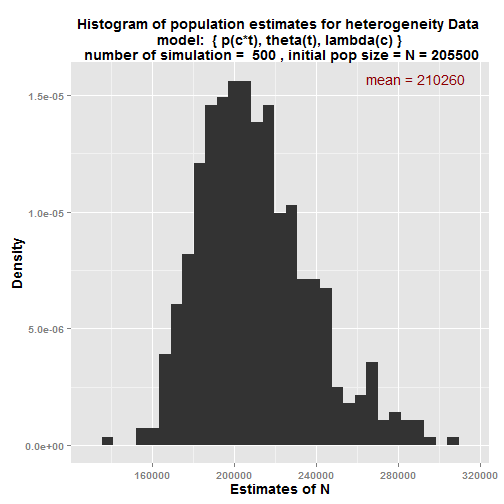 Histogram of population estimates for heterogeneity Data
model:  { p(c*t), theta(t), lambda(c) }
number of simulation =  500 , initial pop size = N = 205500
mean = 210260
1.5e-05
1.0e-05
5.0e-06
0.0e+00
Density
160000 200000 240000 280000 320000
Estimates of N